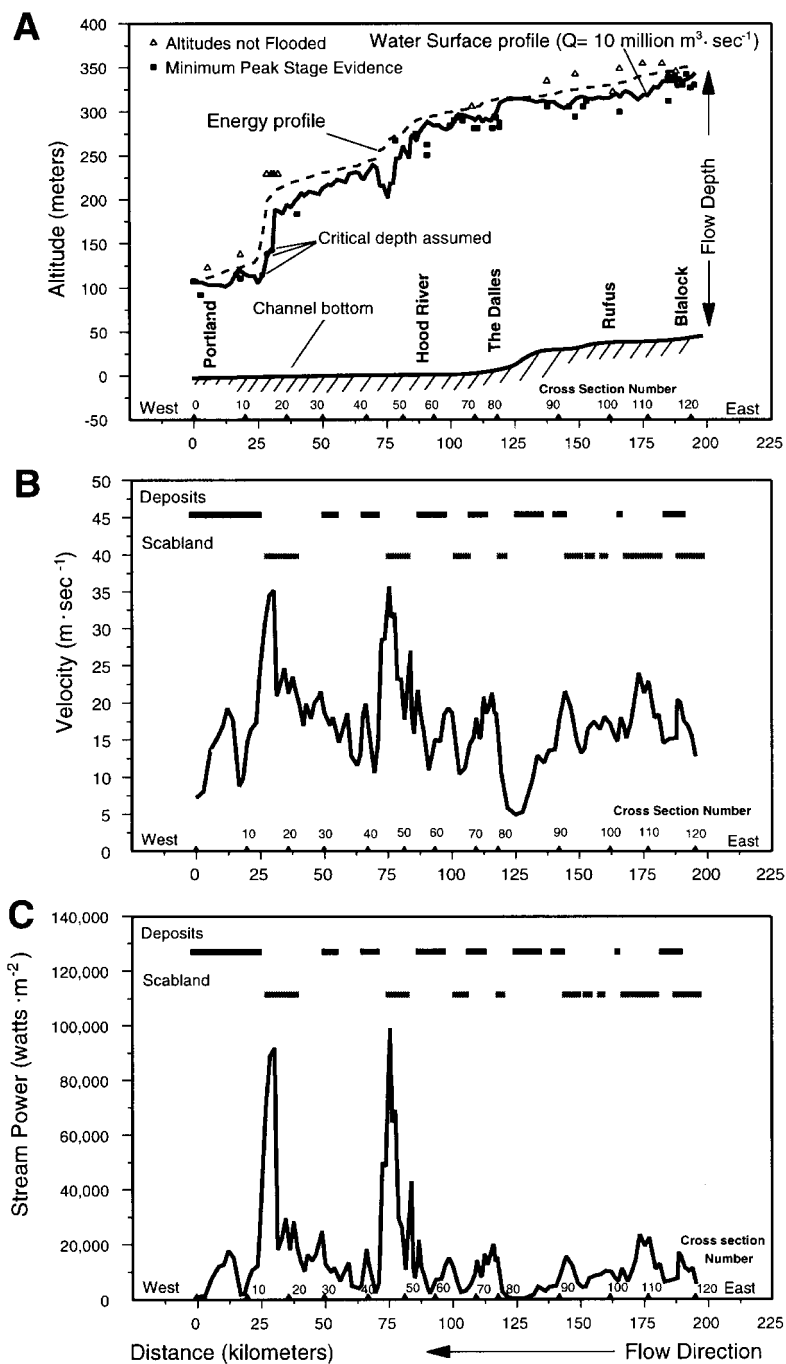 A
400
350
300
250
200
150
100
50
0
-50
Altitude (meters)
△ Altitudes not Flooded
■ Minimum Peak Stage Evidence
Water Surface profile (Q= 10 million m³· sec⁻¹)
Energy profile
Critical depth assumed
Channel bottom
Flow Depth
Portland
Hood River
The Dalles
Rufus
Blalock
Cross Section Number
West 0 10 20 30 40 50 60 70 80 90 100 110 120 East
0 25 50 75 100 125 150 175 200 225
B
50
45
40
35
30
25
20
15
10
5
0
Velocity (m · sec⁻¹)
Deposits
Scabland
Cross Section Number
West 10 20 30 40 50 60 70 80 90 100 110 120 East
0 25 50 75 100 125 150 175 200 225
C
140,000
120,000
100,000
80,000
60,000
40,000
20,000
0
Stream Power (watts ·m⁻²)
Deposits
Scabland
Cross section
Number
West 10 20 30 40 50 60 70 80 90 100 110 120 East
0 25 50 75 100 125 150 175 200 225
Distance (kilometers)
Flow Direction